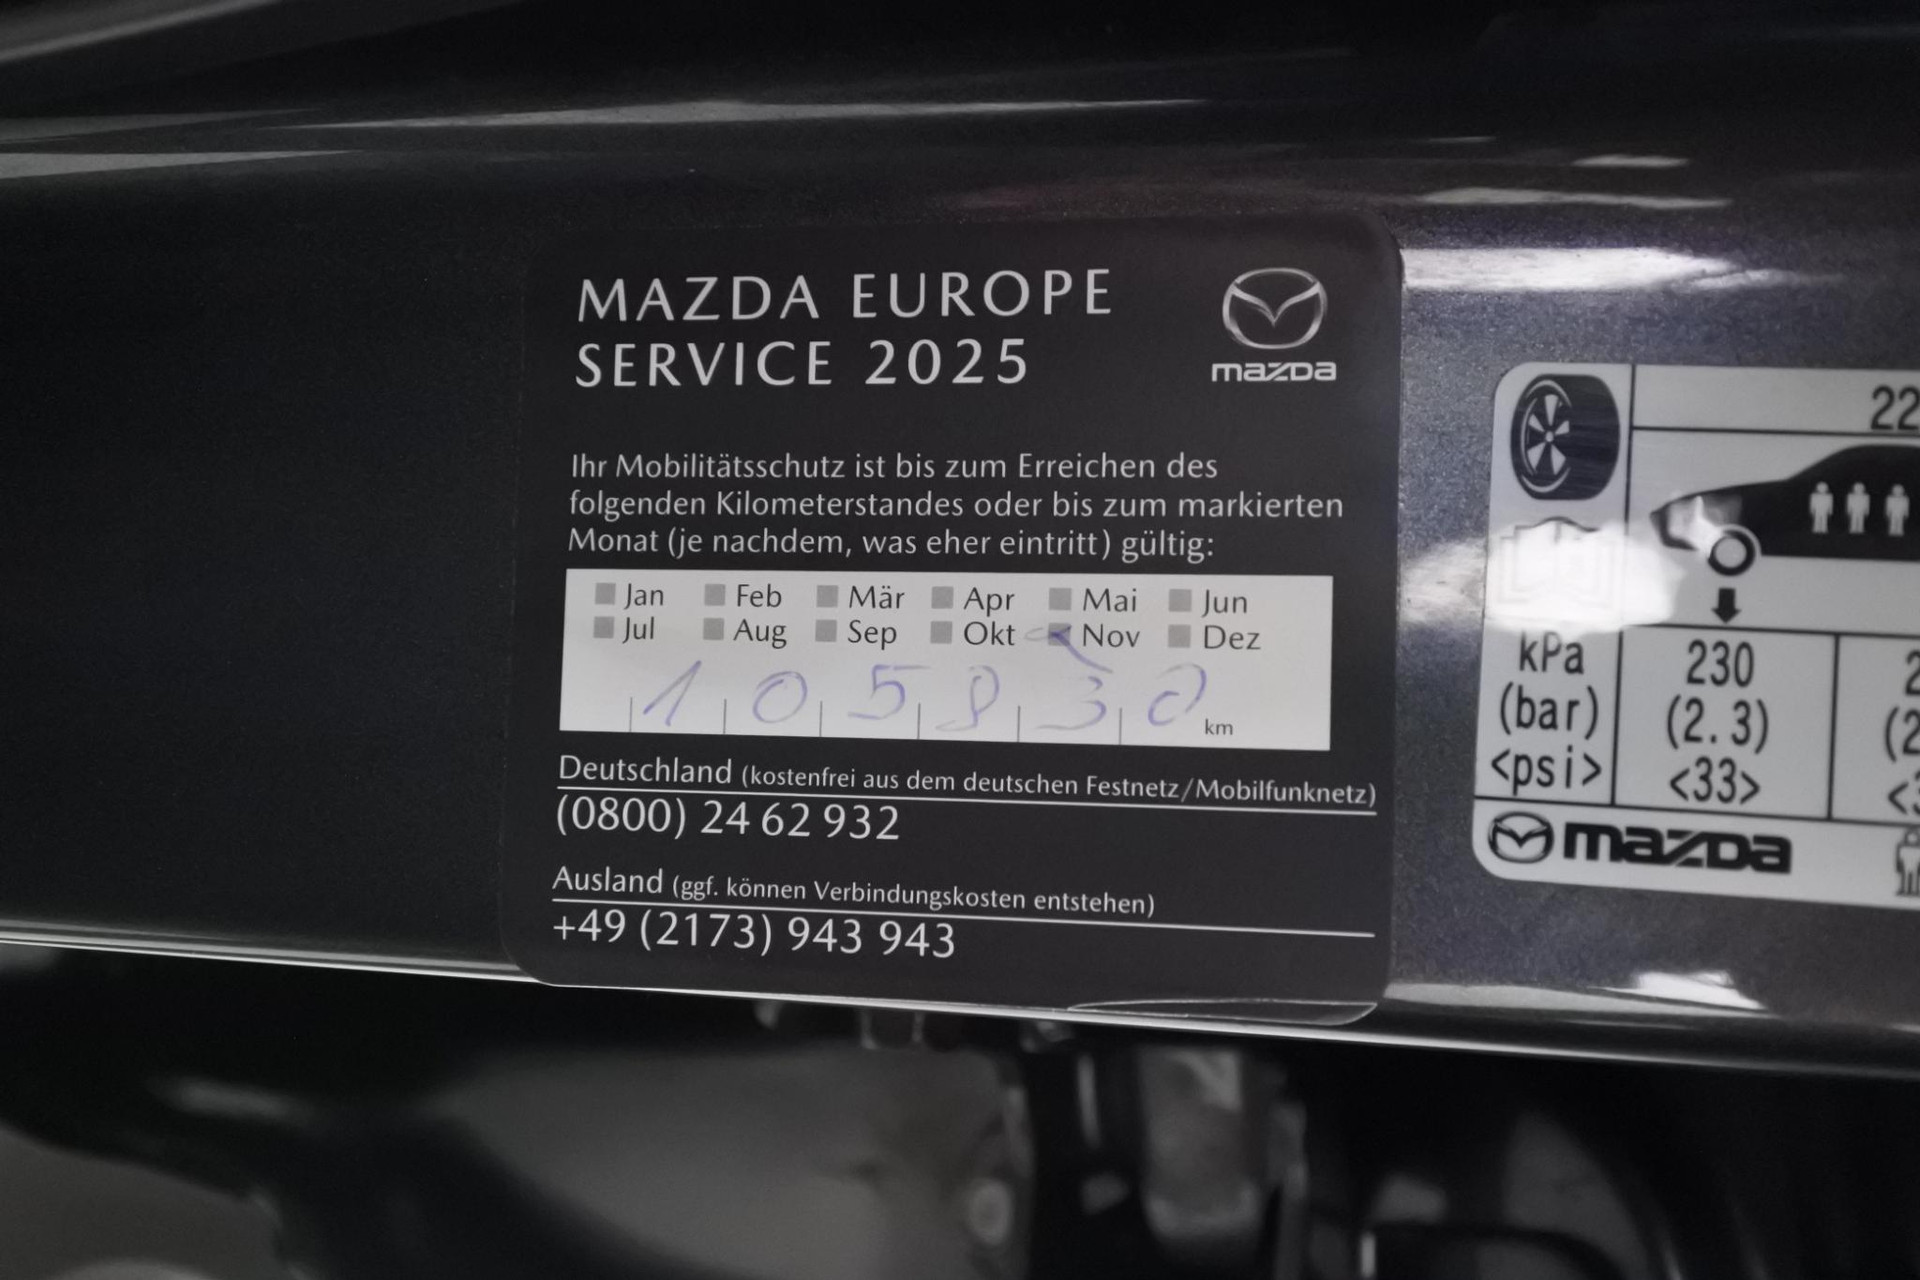 MAZDA EUROPE
SERVICE 2025
mazda
Ihr Mobilitätsschutz ist bis zum Erreichen des
folgenden Kilometerstandes oder bis zum markierten
Monat (je nachdem, was eher eintritt) gültig:
Jan Feb Mär Apr Mai Jun
Jul Aug Sep Okt Nov Dez
105830 km
Deutschland (kostenfrei aus dem deutschen Festnetz/Mobilfunknetz)
(0800) 24 62 932
Ausland (ggf. können Verbindungskosten entstehen)
+49 (2173) 943 943
22
kPa 230
(bar) (2.3)
<psi> <33>
mazda